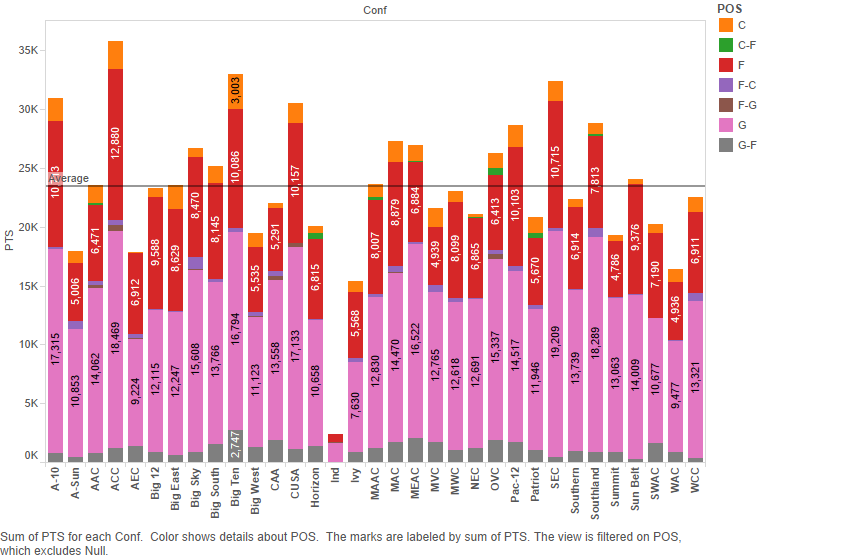 Conf
POS
C
C-F
F
F-C
F-G
G
G-F
PTS
35K
30K
25K
20K
15K
10K
5K
0K
Average
17,315
5,006
10,853
6,471
14,062
12,880
18,469
6,912
9,224
9,588
12,115
8,629
12,247
8,470
15,608
8,145
13,766
3,003
10,086
16,794
2,747
5,535
11,123
5,291
13,558
10,157
17,133
6,815
10,658
5,568
7,630
8,007
12,830
8,879
14,470
6,884
16,522
4,939
12,765
8,099
12,618
6,865
12,691
6,413
15,337
10,103
14,517
5,670
11,946
10,715
19,209
6,914
13,739
7,813
18,289
4,786
13,063
9,376
14,009
7,190
10,677
4,936
9,477
6,911
13,321
A-10
A-Sun
AAC
ACC
AEC
Big 12
Big East
Big Sky
Big South
Big Ten
Big West
CAA
CUSA
Horizon
Ind
Ivy
MAAC
MAC
MEAC
MVC
MWC
NEC
OVC
Pac-12
Patriot
SEC
Southern
Southland
Summit
Sun Belt
SWAC
WAC
WCC
Sum of PTS for each Conf.  Color shows details about POS.  The marks are labeled by sum of PTS. The view is filtered on POS,
which excludes Null.